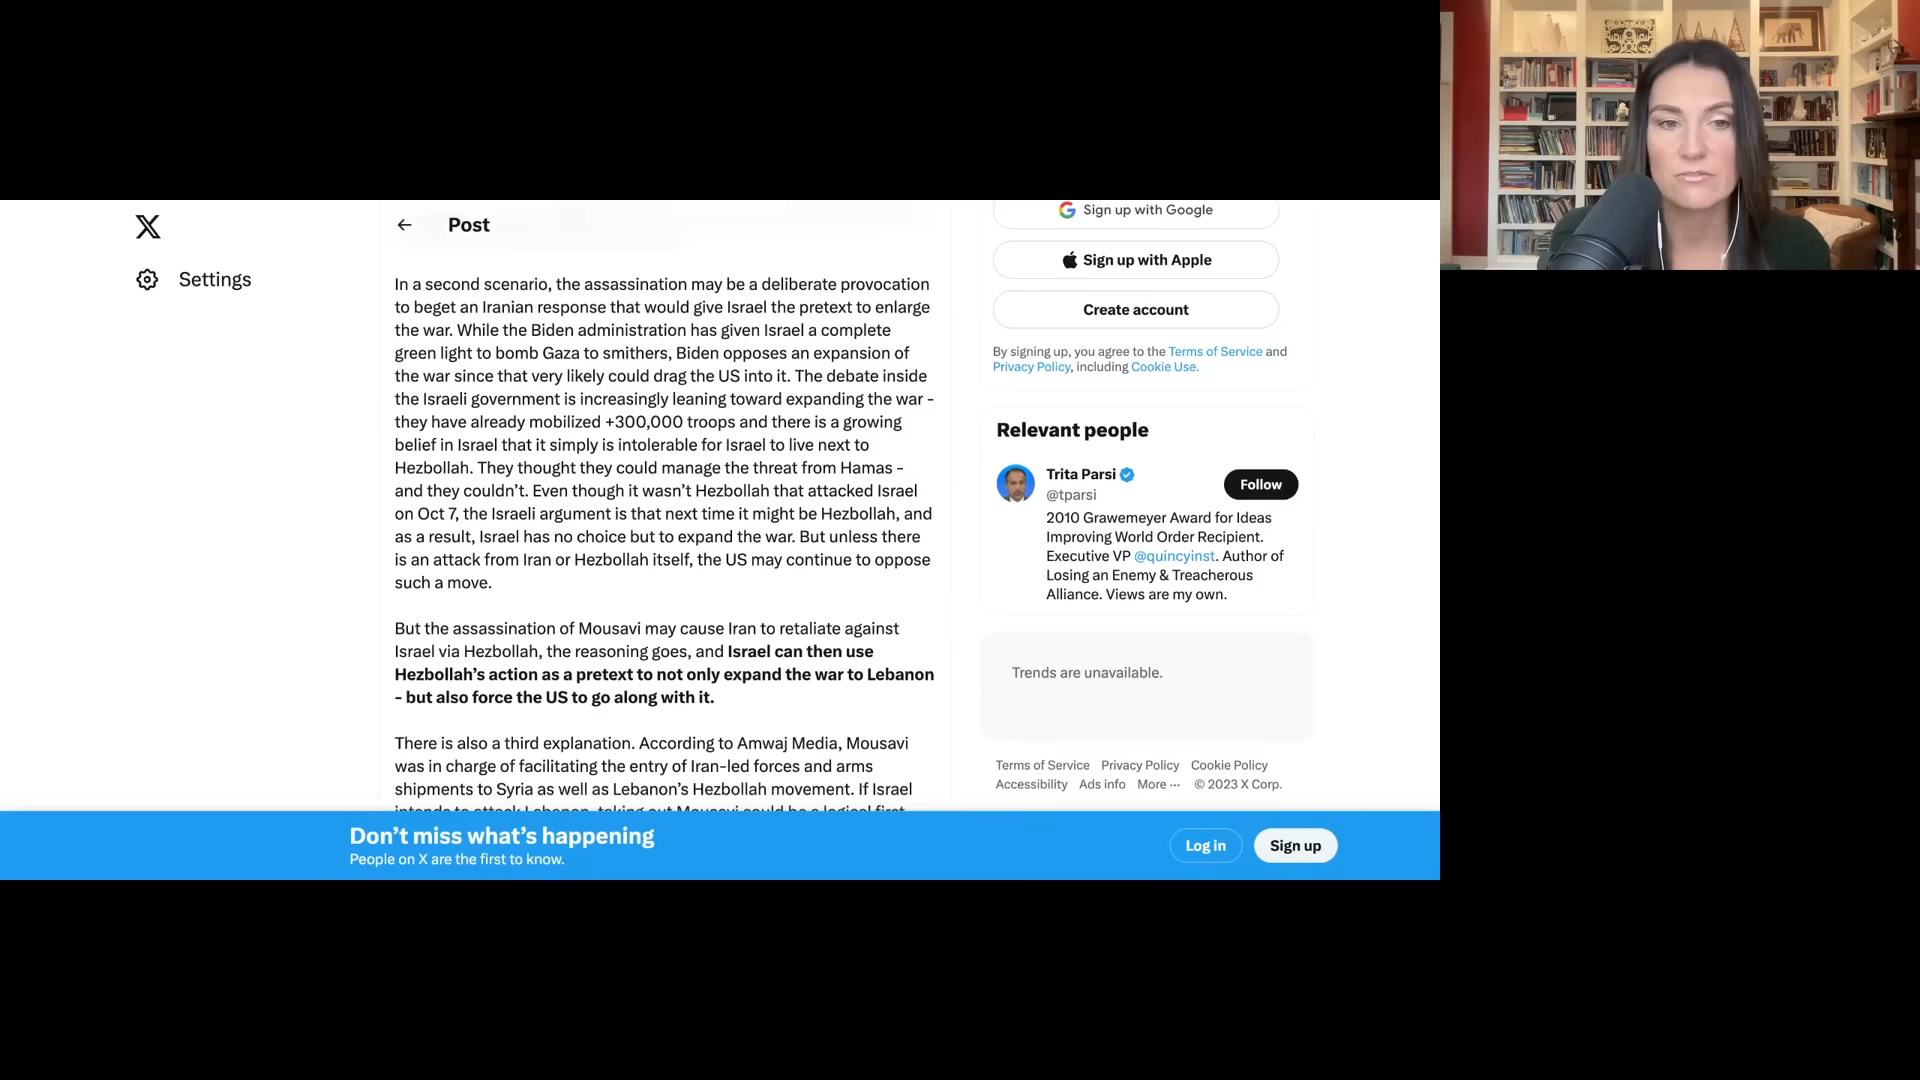 Post
Settings
In a second scenario, the assassination may be a deliberate provocation
to beget an Iranian response that would give Israel the pretext to enlarge
the war. While the Biden administration has given Israel a complete
green light to bomb Gaza to smithers, Biden opposes an expansion of
the war since that very likely could drag the US into it. The debate inside
the Israeli government is increasingly leaning toward expanding the war -
they have already mobilized +300,000 troops and there is a growing
belief in Israel that it simply is intolerable for Israel to live next to
Hezbollah. They thought they could manage the threat from Hamas -
and they couldn't. Even though it wasn't Hezbollah that attacked Israel
on Oct 7, the Israeli argument is that next time it might be Hezbollah, and
as a result, Israel has no choice but to expand the war. But unless there
is an attack from Iran or Hezbollah itself, the US may continue to oppose
such a move.
But the assassination of Mousavi may cause Iran to retaliate against
Israel via Hezbollah, the reasoning goes, and Israel can then use
Hezbollah's action as a pretext to not only expand the war to Lebanon
- but also force the US to go along with it.
There is also a third explanation. According to Amwaj Media, Mousavi
was in charge of facilitating the entry of Iran-led forces and arms
shipments to Syria as well as Lebanon's Hezbollah movement. If Israel
intends to attack Lebanon, taking out Mousavi could be a logical first
Sign up with Google
Sign up with Apple
Create account
By signing up, you agree to the Terms of Service and
Privacy Policy, including Cookie Use.
Relevant people
Trita Parsi
@tparsi
Follow
2010 Grawemeyer Award for Ideas
Improving World Order Recipient.
Executive VP @quincyinst. Author of
Losing an Enemy & Treacherous
Alliance. Views are my own.
Trends are unavailable.
Terms of Service Privacy Policy Cookie Policy
Accessibility Ads info More ··· © 2023 X Corp.
Don't miss what's happening
People on X are the first to know.
Log in
Sign up